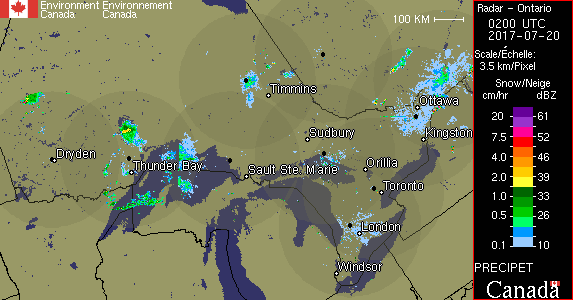 Environment Environnement
Canada Canada
100 KM
Radar - Ontario
0200 UTC
2017-07-20
Scale/Échelle:
3.5 km/Pixel
Snow/Neige
cm/hr dBZ
20 61
7.5 52
4.0 46
2.0 39
1.0 33
0.5 26
0.1 10
PRECIPET
Canada
Timmins
Ottawa
Sudbury
Kingston
Dryden
Thunder Bay
Sault Ste. Marie
Orillia
Toronto
London
Windsor